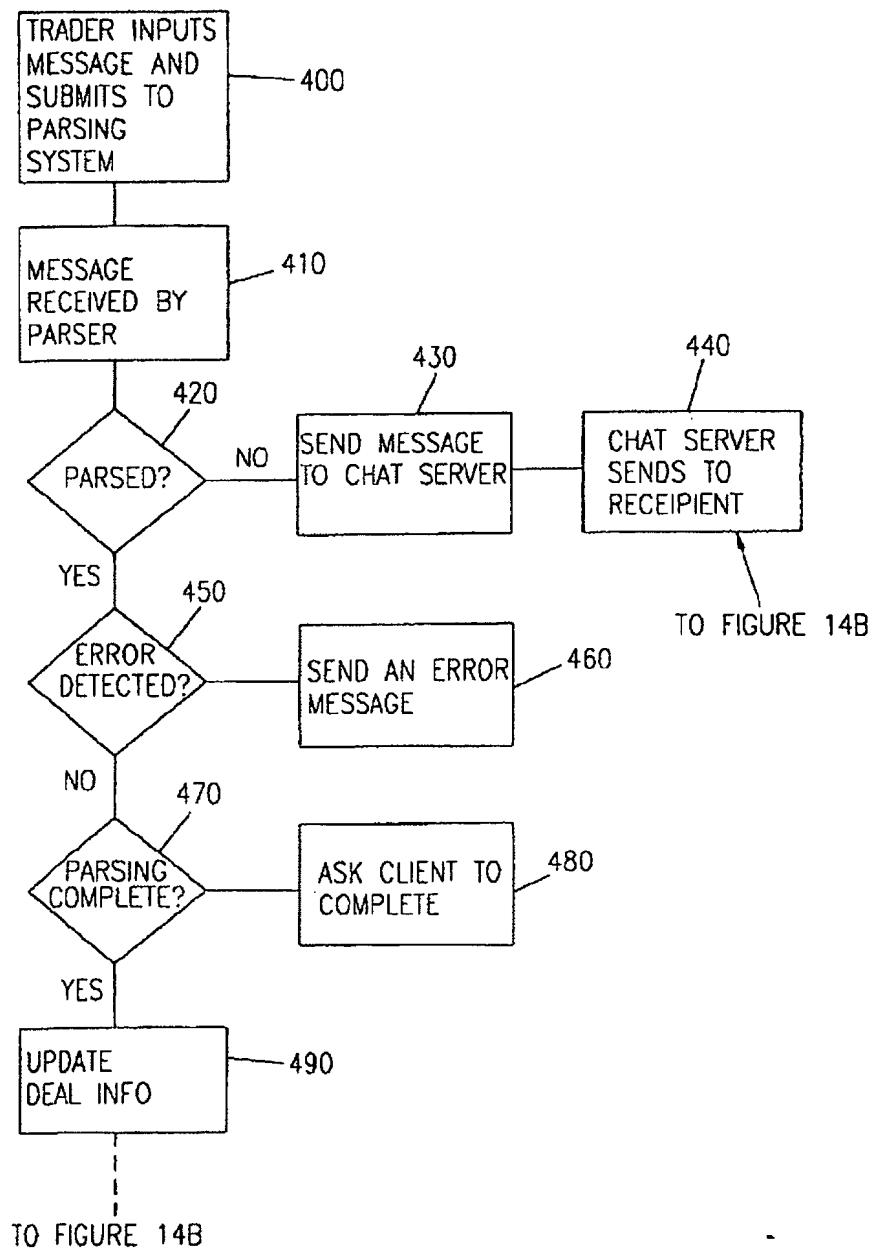 TRADER INPUTS
MESSAGE AND
SUBMITS TO
PARSING
SYSTEM
400
MESSAGE
RECEIVED BY
PARSER
410
420
PARSED?
NO
430
SEND MESSAGE
TO CHAT SERVER
440
CHAT SERVER
SENDS TO
RECEIPIENT
TO FIGURE 14B
YES
450
ERROR
DETECTED?
SEND AN ERROR
MESSAGE
460
NO
470
PARSING
COMPLETE?
ASK CLIENT TO
COMPLETE
480
YES
UPDATE
DEAL INFO
490
TO FIGURE 14B